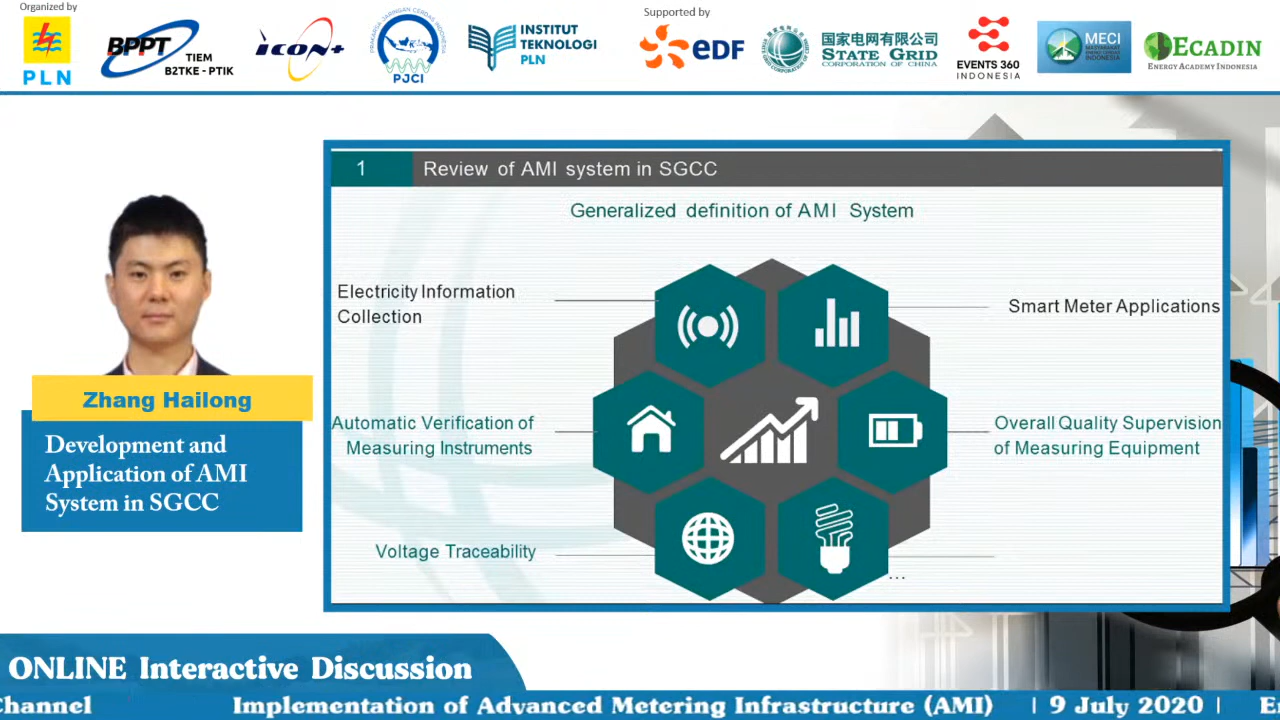 Organized by
PLN
BPPT
TIEM
B2TKE - PTIK
icon+
PRAKARSA JARINGAN CERDAS INDONESIA
PJCI
INSTITUT
TEKNOLOGI
PLN
Supported by
eDF
国家电网有限公司
STATE GRID
CORPORATION OF CHINA
EVENTS 360
INDONESIA
MECI
ECADIN
ENERGY ACADEMY INDONESIA
1
Review of AMI system in SGCC
Generalized definition of AMI System
Electricity Information
Collection
Smart Meter Applications
Automatic Verification of
Measuring Instruments
Overall Quality Supervision
of Measuring Equipment
Voltage Traceability
...
Zhang Hailong
Development and
Application of AMI
System in SGCC
ONLINE Interactive Discussion
Channel
Implementation of Advanced Metering Infrastructure (AMI)
| 9 July 2020 |